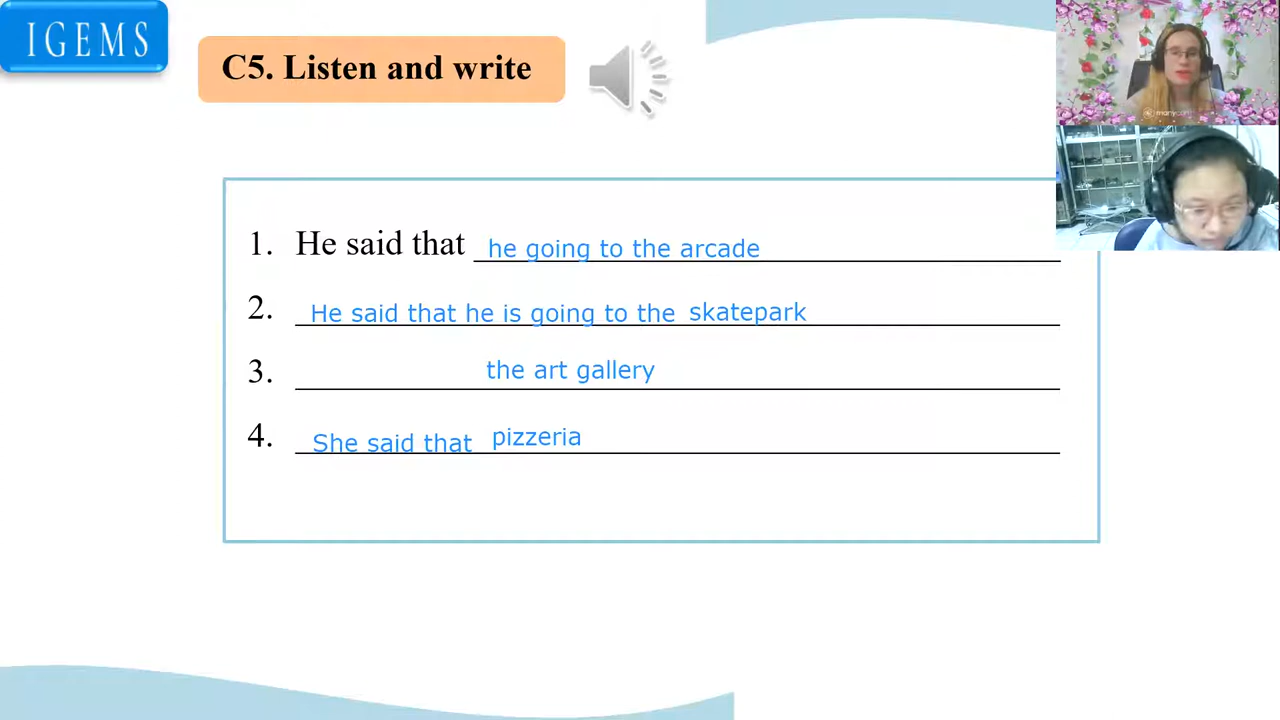 IGEMS
C5. Listen and write
1. He said that he going to the arcade
2. He said that he is going to the skatepark
3. the art gallery
4. She said that pizzeria